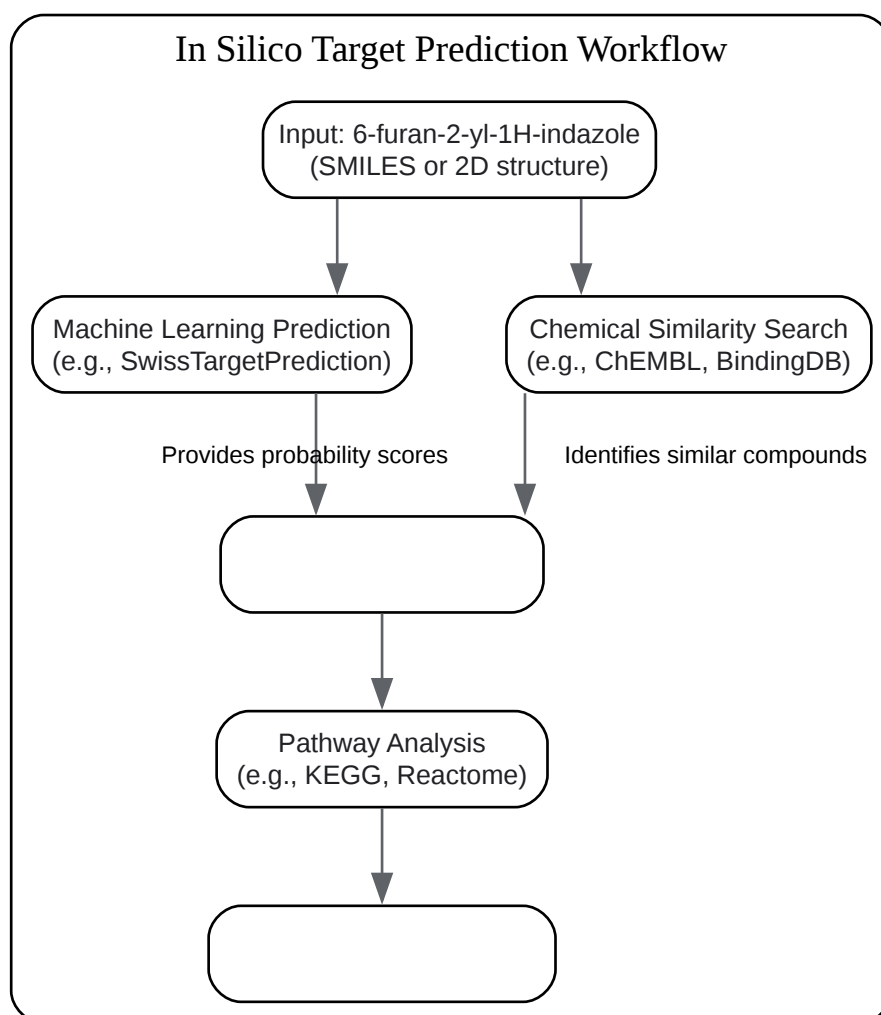 In Silico Target Prediction Workflow
Input: 6-furan-2-yl-1H-indazole
(SMILES or 2D structure)
Machine Learning Prediction
(e.g., SwissTargetPrediction)
Chemical Similarity Search
(e.g., ChEMBL, BindingDB)
Provides probability scores
Identifies similar compounds
Pathway Analysis
(e.g., KEGG, Reactome)